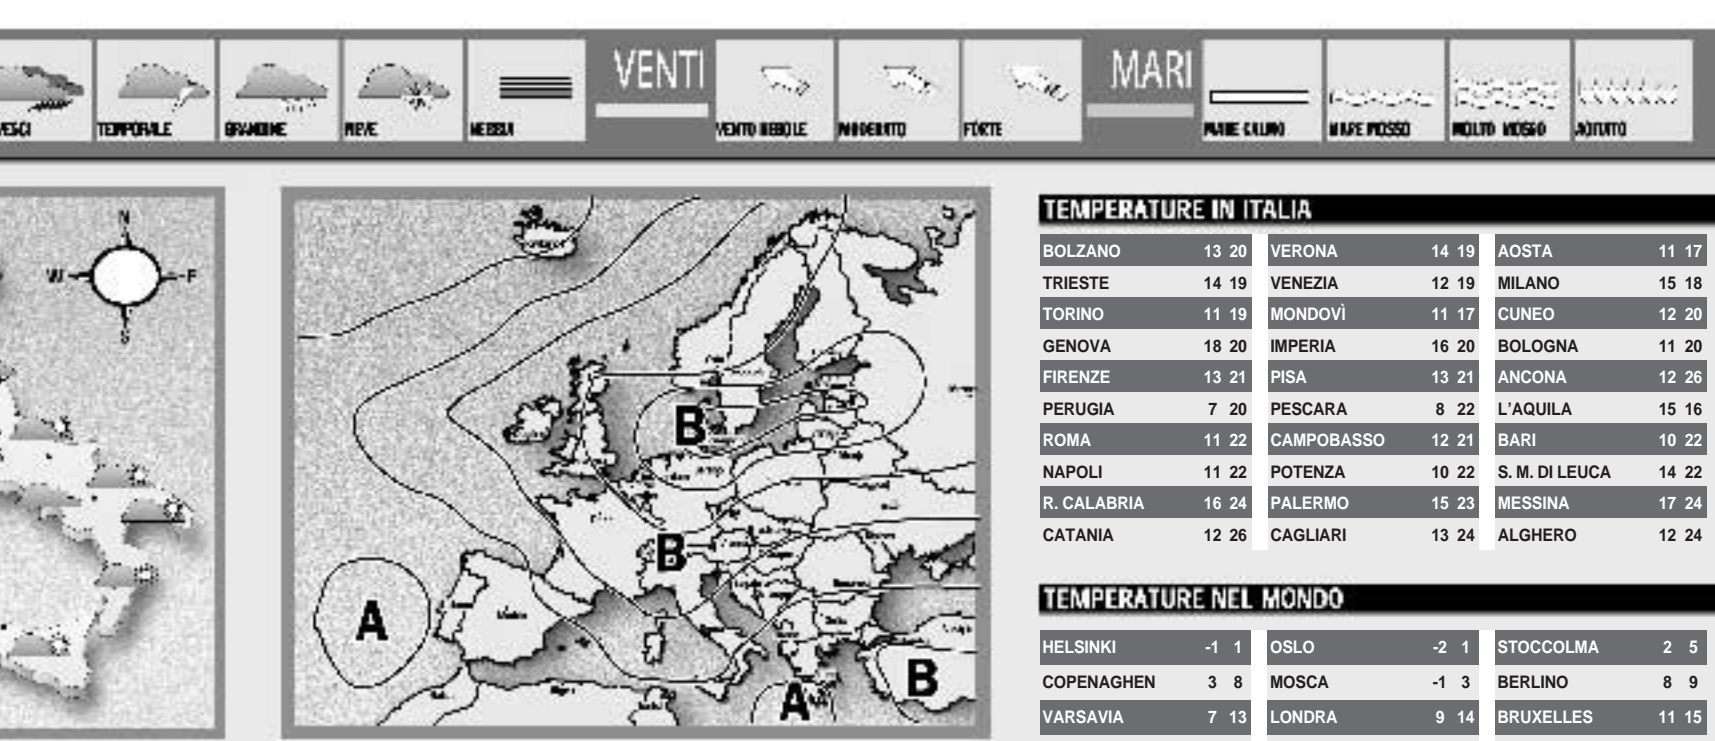 VENTI
MARI
TEMPORALE
GRANDINE
NEVE
NEBBIA
VENTO DEBOLE
MODERATO
FORTE
MARE CALMO
MARE MOSSO
MOLTO MOSSO
AGITATO
N
W
E
S
B
B
A
A
B
TEMPERATURE IN ITALIA
BOLZANO 13 20 VERONA 14 19 AOSTA 11 17
TRIESTE 14 19 VENEZIA 12 19 MILANO 15 18
TORINO 11 19 MONDOVÌ 11 17 CUNEO 12 20
GENOVA 18 20 IMPERIA 16 20 BOLOGNA 11 20
FIRENZE 13 21 PISA 13 21 ANCONA 12 26
PERUGIA 7 20 PESCARA 8 22 L'AQUILA 15 16
ROMA 11 22 CAMPOBASSO 12 21 BARI 10 22
NAPOLI 11 22 POTENZA 10 22 S. M. DI LEUCA 14 22
R. CALABRIA 16 24 PALERMO 15 23 MESSINA 17 24
CATANIA 12 26 CAGLIARI 13 24 ALGHERO 12 24
TEMPERATURE NEL MONDO
HELSINKI -1 1 OSLO -2 1 STOCCOLMA 2 5
COPENAGHEN 3 8 MOSCA -1 3 BERLINO 8 9
VARSAVIA 7 13 LONDRA 9 14 BRUXELLES 11 15